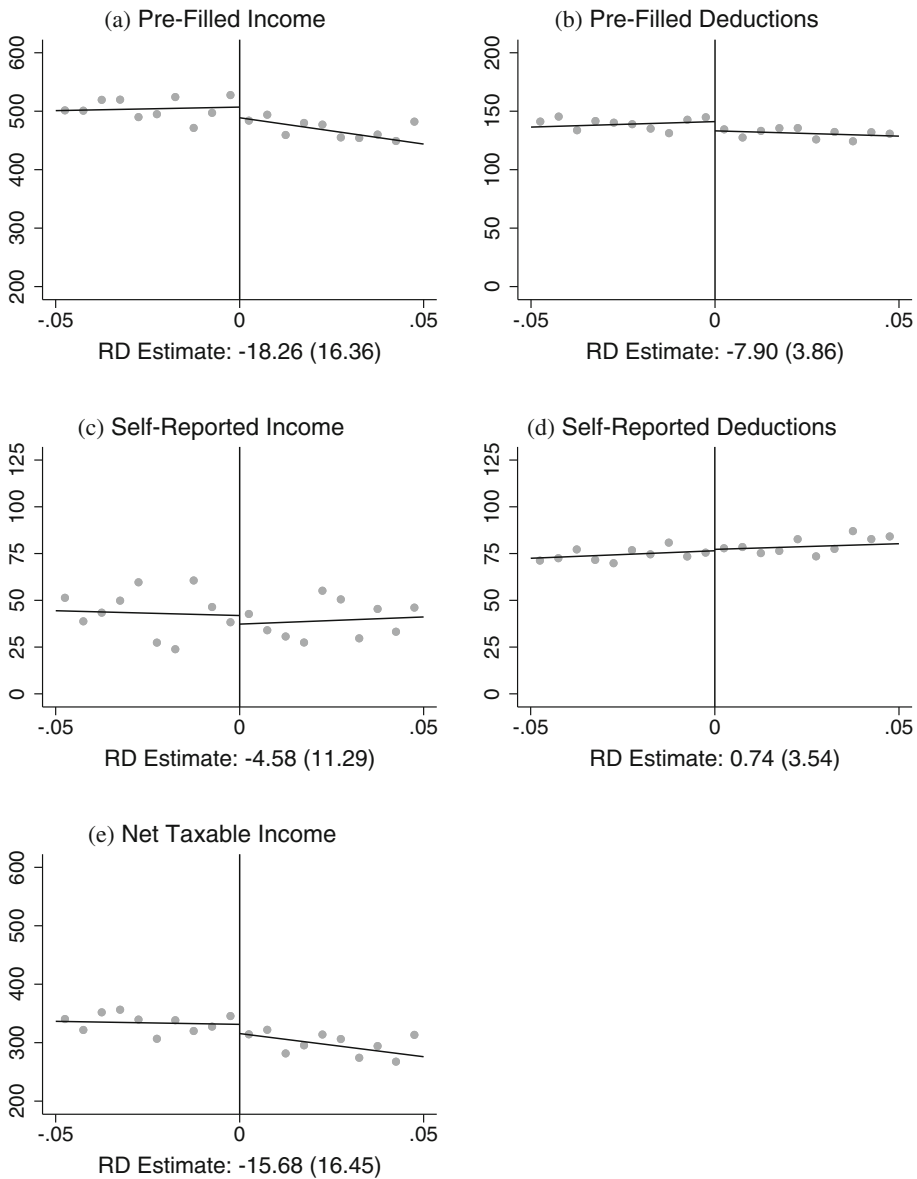 (a) Pre-Filled Income
600
500
400
300
200
-.05 0 .05
RD Estimate: -18.26 (16.36)
(b) Pre-Filled Deductions
200
150
100
50
0
-.05 0 .05
RD Estimate: -7.90 (3.86)
(c) Self-Reported Income
125
100
75
50
25
0
-.05 0 .05
RD Estimate: -4.58 (11.29)
(d) Self-Reported Deductions
125
100
75
50
25
0
-.05 0 .05
RD Estimate: 0.74 (3.54)
(e) Net Taxable Income
600
500
400
300
200
-.05 0 .05
RD Estimate: -15.68 (16.45)